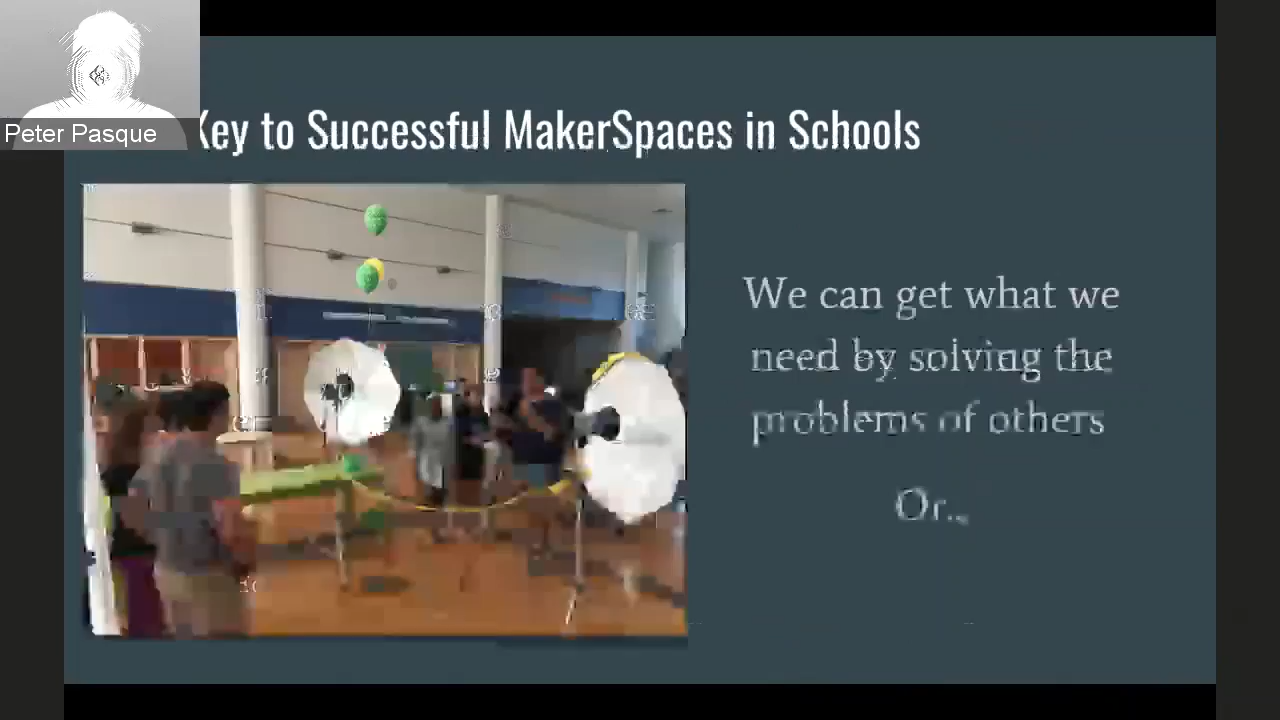 Peter Pasque
Key to Successful MakerSpaces in Schools
We can get what we
need by solving the
problems of others
Or..